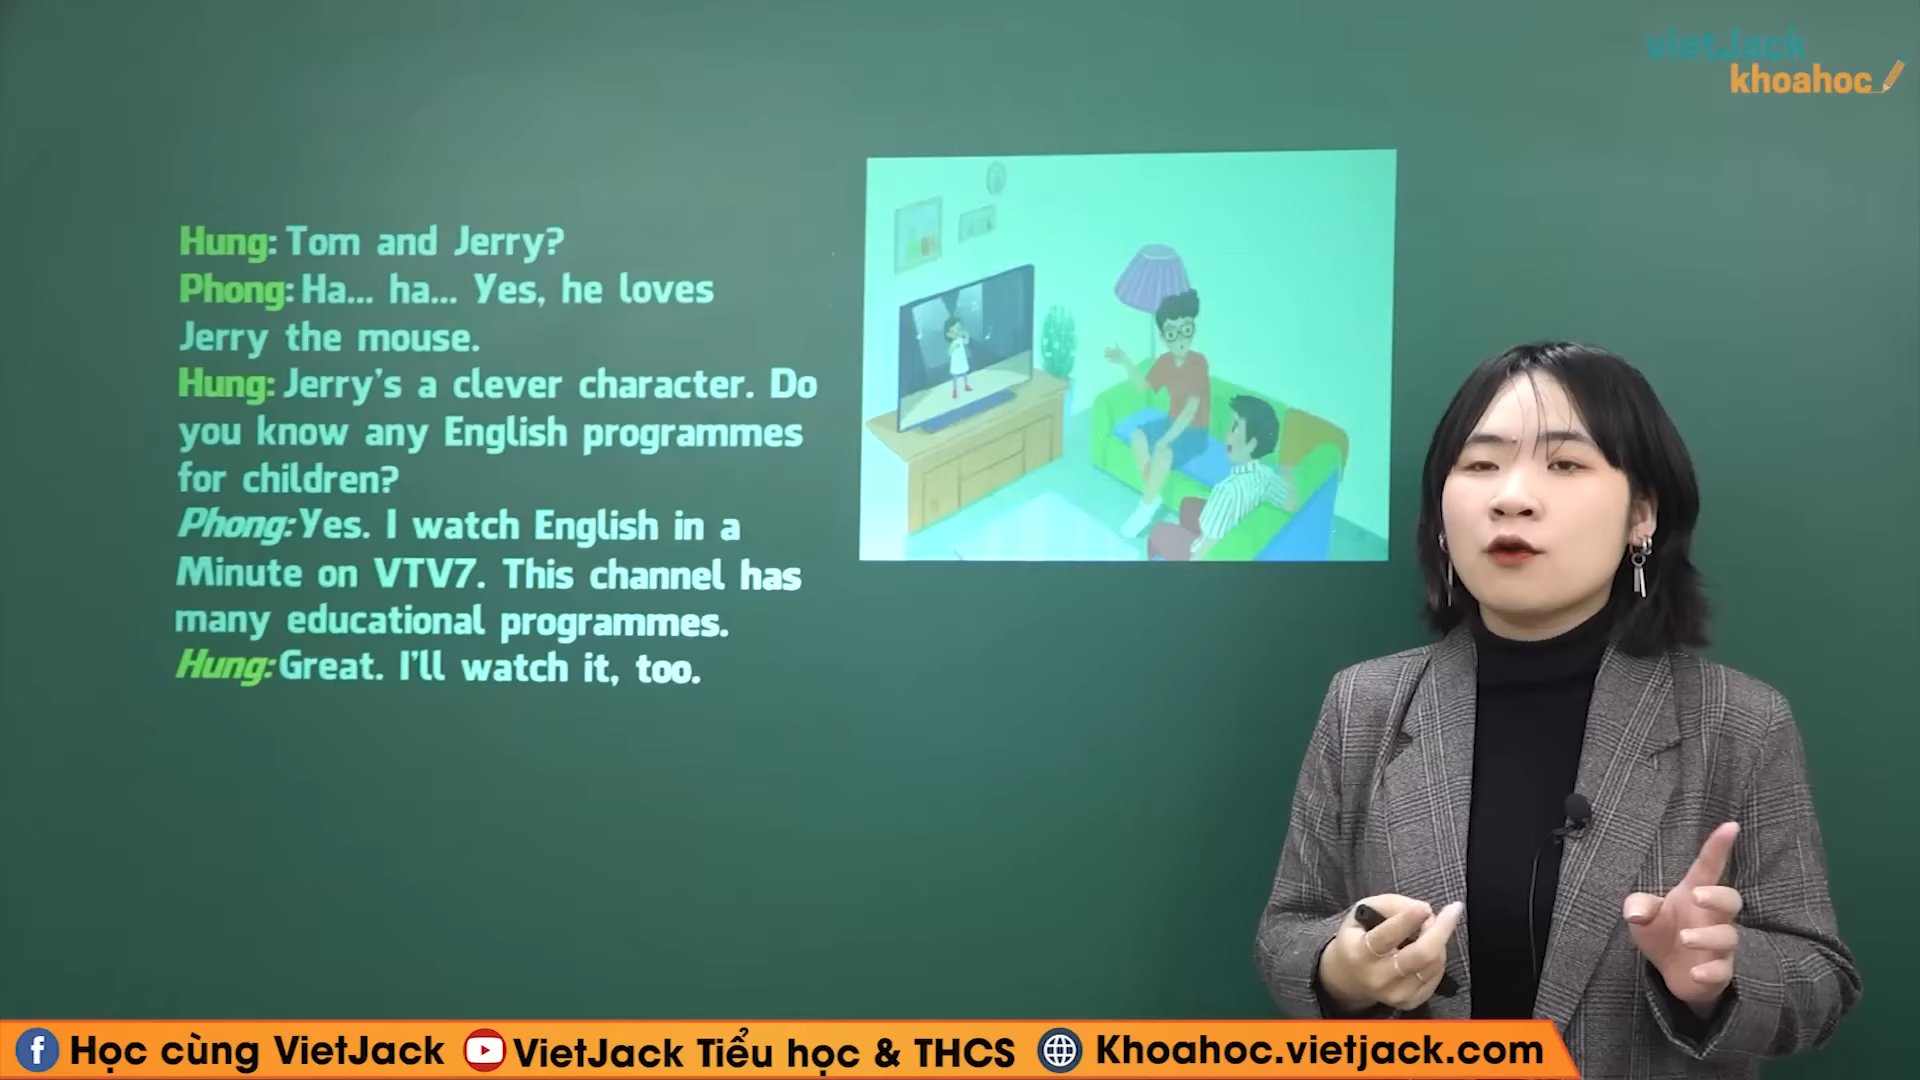 vietJack
khoahoc
Hung: Tom and Jerry?
Phong: Ha... ha... Yes, he loves
Jerry the mouse.
Hung: Jerry's a clever character. Do
you know any English programmes
for children?
Phong: Yes. I watch English in a
Minute on VTV7. This channel has
many educational programmes.
Hung: Great. I'll watch it, too.
Học cùng VietJack VietJack Tiểu học & THCS Khoahoc.vietjack.com